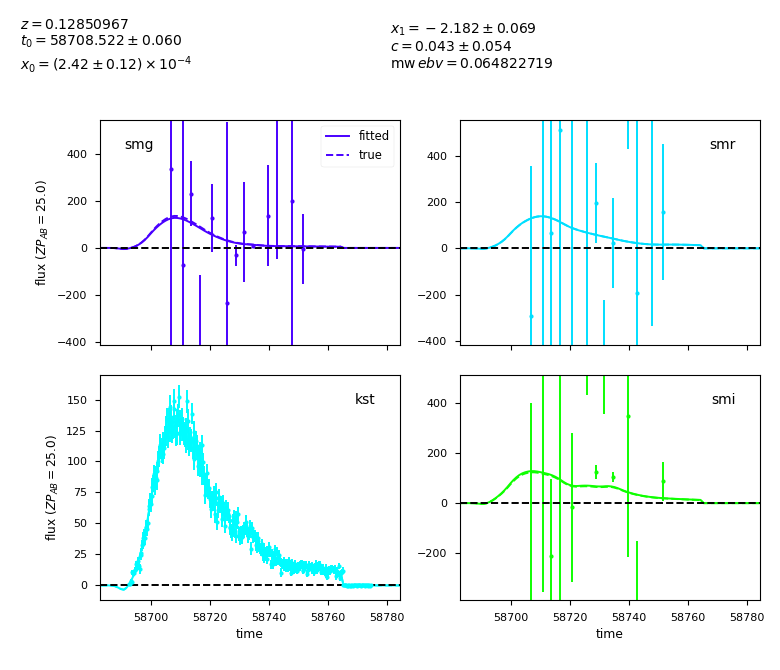 z = 0.12850967
t0 = 58708.522 ± 0.060
x0 = (2.42 ± 0.12) × 10^−4
x1 = −2.182 ± 0.069
c = 0.043 ± 0.054
mw ebv = 0.064822719
smg
fitted
true
400
200
0
−200
−400
flux (ZPAB = 25.0)
smr
400
200
0
−200
−400
kst
150
125
100
75
50
25
0
flux (ZPAB = 25.0)
58700 58720 58740 58760 58780
time
smi
400
200
0
−200
58700 58720 58740 58760 58780
time